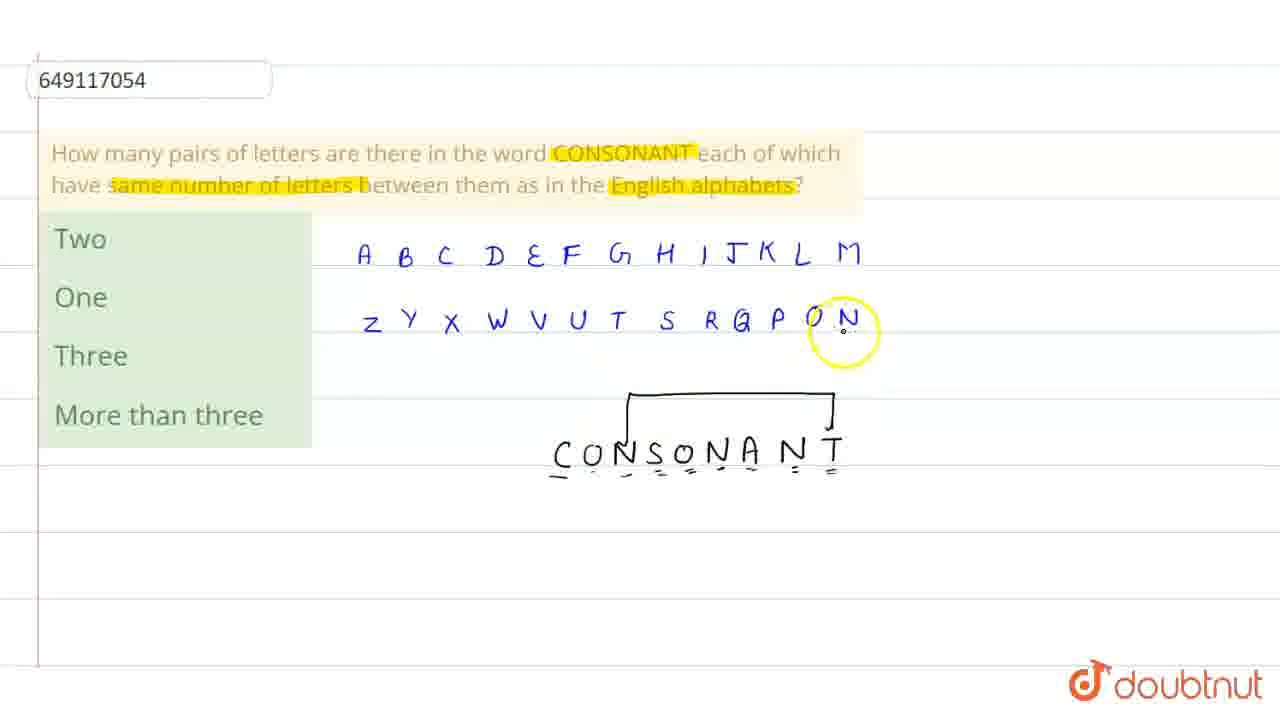 649117054
How many pairs of letters are there in the word CONSONANT each of which
have same number of letters between them as in the English alphabets?
Two
One
Three
More than three
A B C D E F G H I J K L M
Z Y X W V U T S R Q P O N
C O N S O N A N T
doubtnut